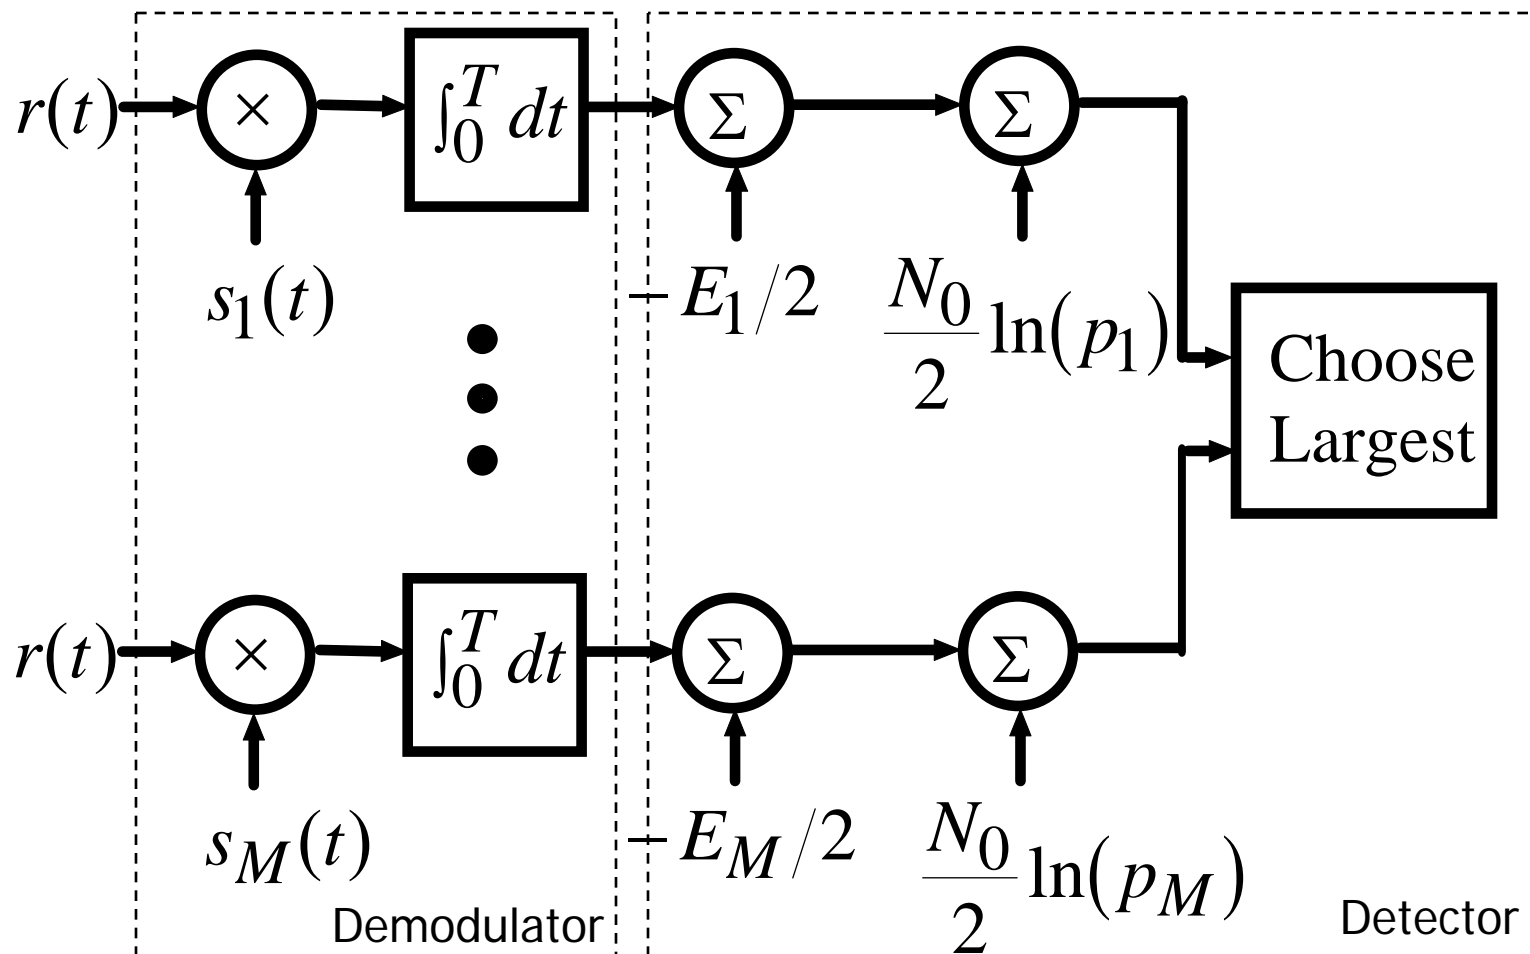 r(t) × ∫₀ᵀ dt Σ Σ
s₁(t) − E₁/2 N₀/2 ln(p₁)
Choose
Largest
r(t) × ∫₀ᵀ dt Σ Σ
s_M(t) − E_M/2 N₀/2 ln(p_M)
Demodulator Detector